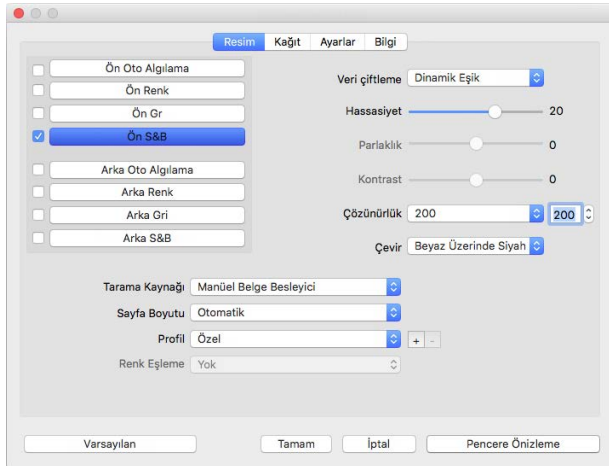 Resim Kağıt Ayarlar Bilgi
Ön Oto Algılama
Ön Renk
Ön Gr
Ön S&B
Arka Oto Algılama
Arka Renk
Arka Gri
Arka S&B
Veri çiftleme Dinamik Eşik
Hassasiyet 20
Parlaklık 0
Kontrast 0
Çözünürlük 200 200
Çevir Beyaz Üzerinde Siyah
Tarama Kaynağı Manüel Belge Besleyici
Sayfa Boyutu Otomatik
Profil Özel + -
Renk Eşleme Yok
Varsayılan Tamam İptal Pencere Önizleme